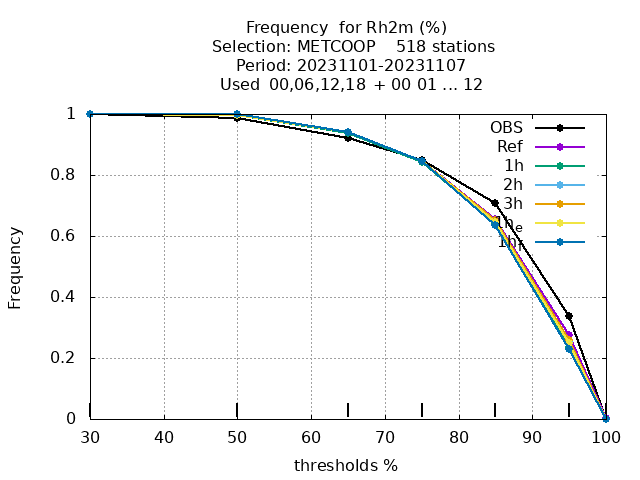 Frequency for Rh2m (%)
Selection: METCOOP 518 stations
Period: 20231101-20231107
Used 00,06,12,18 + 00 01 ... 12
Frequency
1
0.8
0.6
0.4
0.2
0
30 40 50 60 70 80 90 100
thresholds %
OBS
Ref
1h
2h
3h
1h_e
1h_f